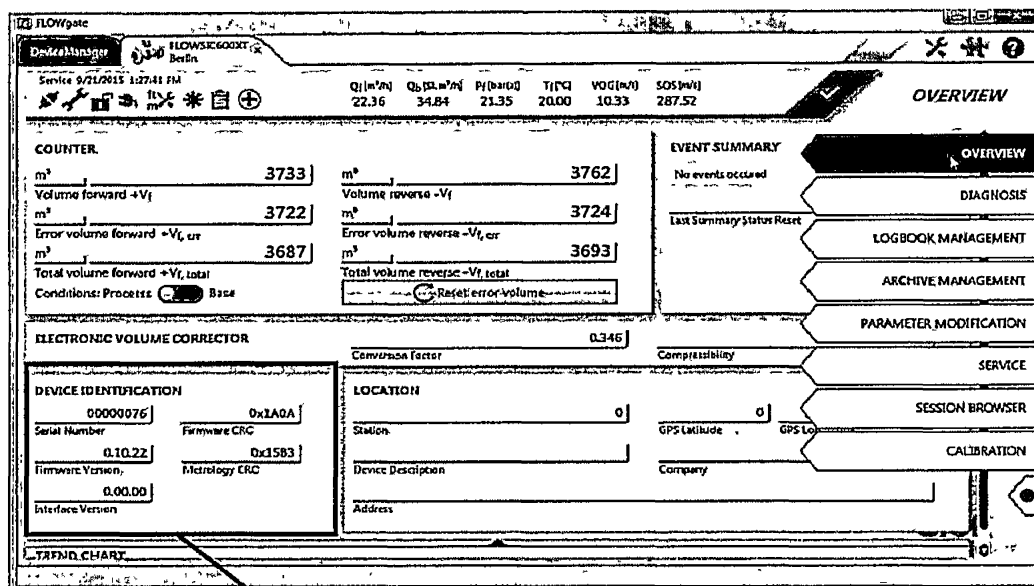 FLOWgate
DeviceManager
FLOWSIC600XT
Berlin
Service 9/21/2015 1:27:41 PM
Qf [m³/h] Qb [St. m³/h] Pf [bar(a)] Tf [°C] VOG [m/s] SOS [m/s]
22.36 34.84 21.35 20.00 10.33 287.52
OVERVIEW
COUNTER
m³ 3733
Volume forward +Vf
m³ 3722
Error volume forward +Vf, err
m³ 3687
Total volume forward +Vf, total
Conditions: Process Base
m³ 3762
Volume reverse -Vf
m³ 3724
Error volume reverse -Vf, err
m³ 3693
Total volume reverse -Vf, total
Reset error volume
EVENT SUMMARY
No events occured
Last Summary Status Reset
OVERVIEW
DIAGNOSIS
LOGBOOK MANAGEMENT
ARCHIVE MANAGEMENT
PARAMETER MODIFICATION
SERVICE
SESSION BROWSER
CALIBRATION
ELECTRONIC VOLUME CORRECTOR
0.346
Conversion factor
Compressibility
DEVICE IDENTIFICATION
00000076 0x1A0A
Serial Number Firmware CRC
0.10.22 0x1583
Firmware Version Metrology CRC
0.00.00
Interface Version
LOCATION
0 0
Station GPS Latitude GPS Lo
Device Description Company
Address
TREND CHART